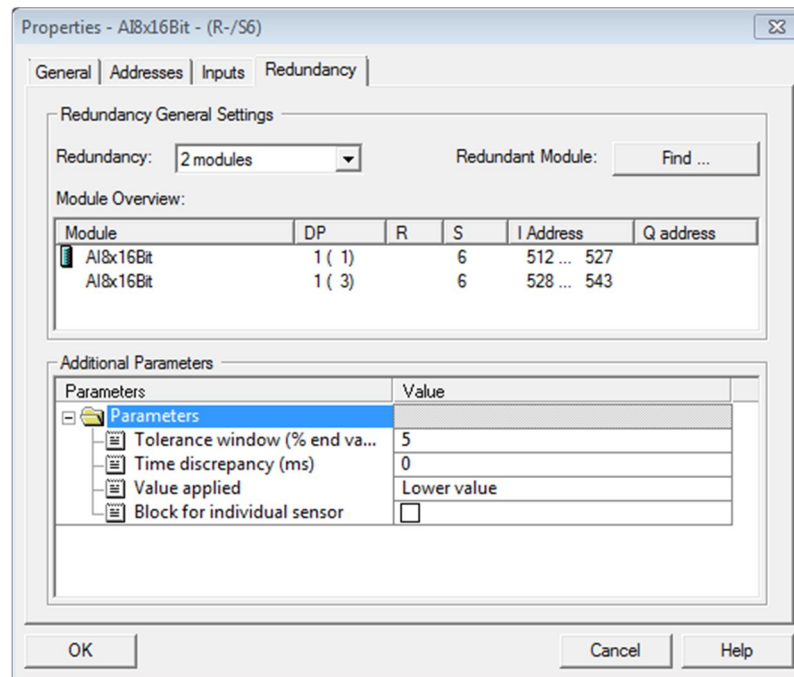 Properties - AI8x16Bit - (R-/S6)
General Addresses Inputs Redundancy
Redundancy General Settings
Redundancy: 2 modules Redundant Module: Find ...
Module Overview:
Module DP R S I Address Q address
AI8x16Bit 1 ( 1) 6 512 ... 527
AI8x16Bit 1 ( 3) 6 528 ... 543
Additional Parameters
Parameters Value
Parameters
Tolerance window (% end va... 5
Time discrepancy (ms) 0
Value applied Lower value
Block for individual sensor
OK Cancel Help